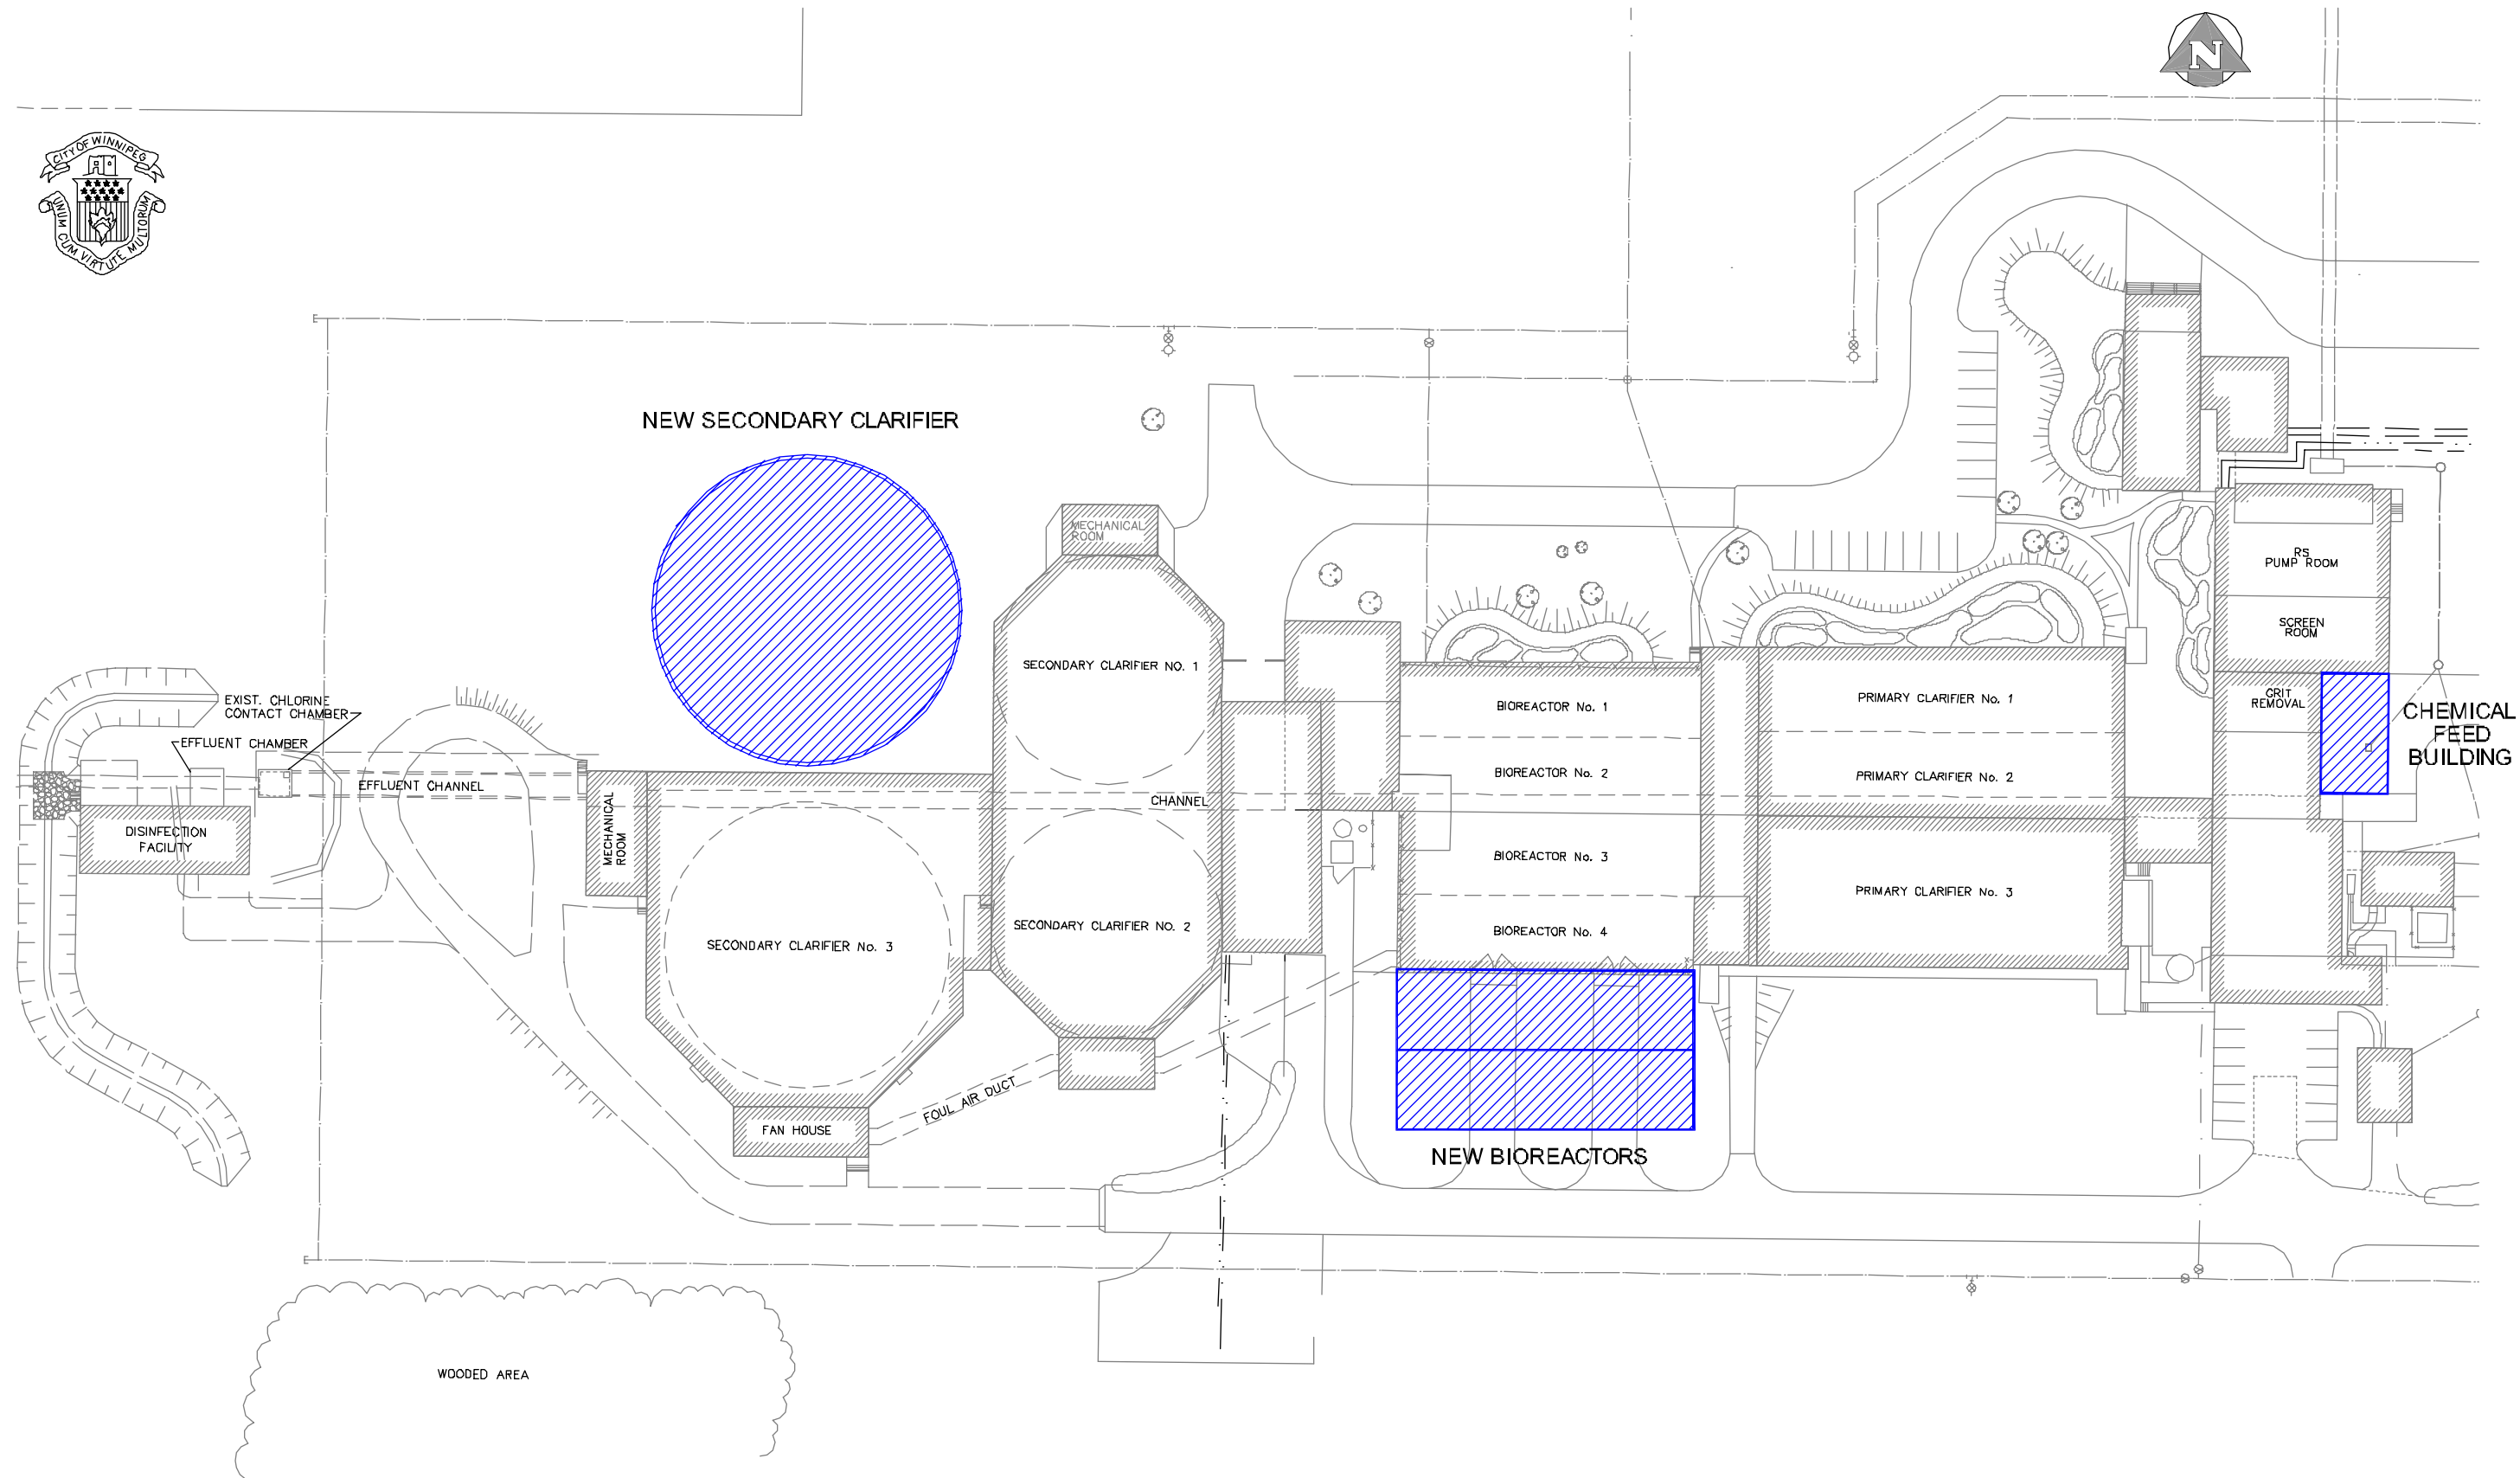 N
CITY OF WINNIPEG
UNUM CUM VIRTUTE MULTORUM
NEW SECONDARY CLARIFIER
MECHANICAL
ROOM
RS
PUMP ROOM
SCREEN
ROOM
SECONDARY CLARIFIER NO. 1
EXIST. CHLORINE
CONTACT CHAMBER
EFFLUENT CHAMBER
EFFLUENT CHANNEL
CHANNEL
BIOREACTOR No. 1
BIOREACTOR No. 2
PRIMARY CLARIFIER No. 1
PRIMARY CLARIFIER No. 2
GRIT
REMOVAL
CHEMICAL
FEED
BUILDING
DISINFECTION
FACILITY
MECHANICAL
ROOM
SECONDARY CLARIFIER No. 3
SECONDARY CLARIFIER NO. 2
BIOREACTOR No. 3
BIOREACTOR No. 4
PRIMARY CLARIFIER No. 3
FOUL AIR DUCT
FAN HOUSE
NEW BIOREACTORS
WOODED AREA